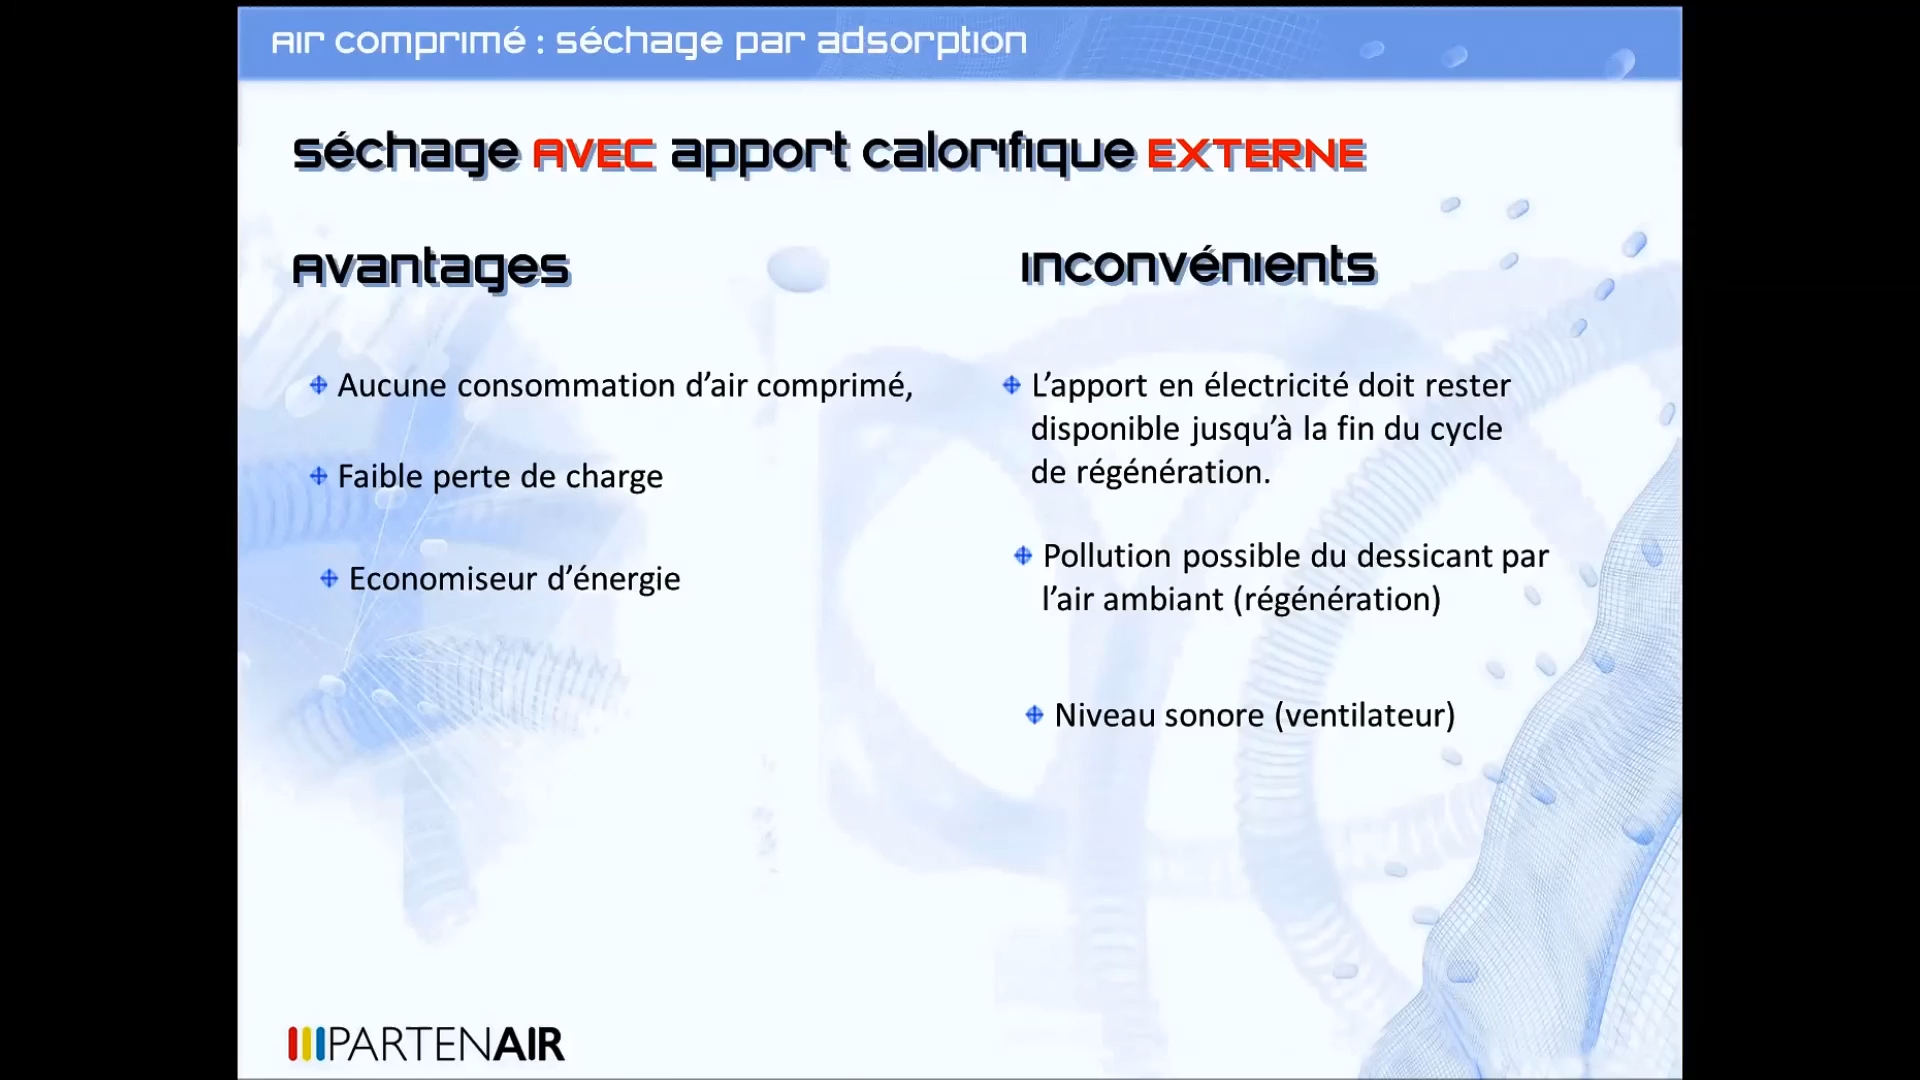 Air comprimé : séchage par adsorption
séchage AVEC apport calorifique EXTERNE
Avantages
Aucune consommation d’air comprimé,
Faible perte de charge
Economiseur d’énergie
Inconvénients
L’apport en électricité doit rester
disponible jusqu’à la fin du cycle
de régénération.
Pollution possible du dessicant par
l’air ambiant (régénération)
Niveau sonore (ventilateur)
PARTENAIR